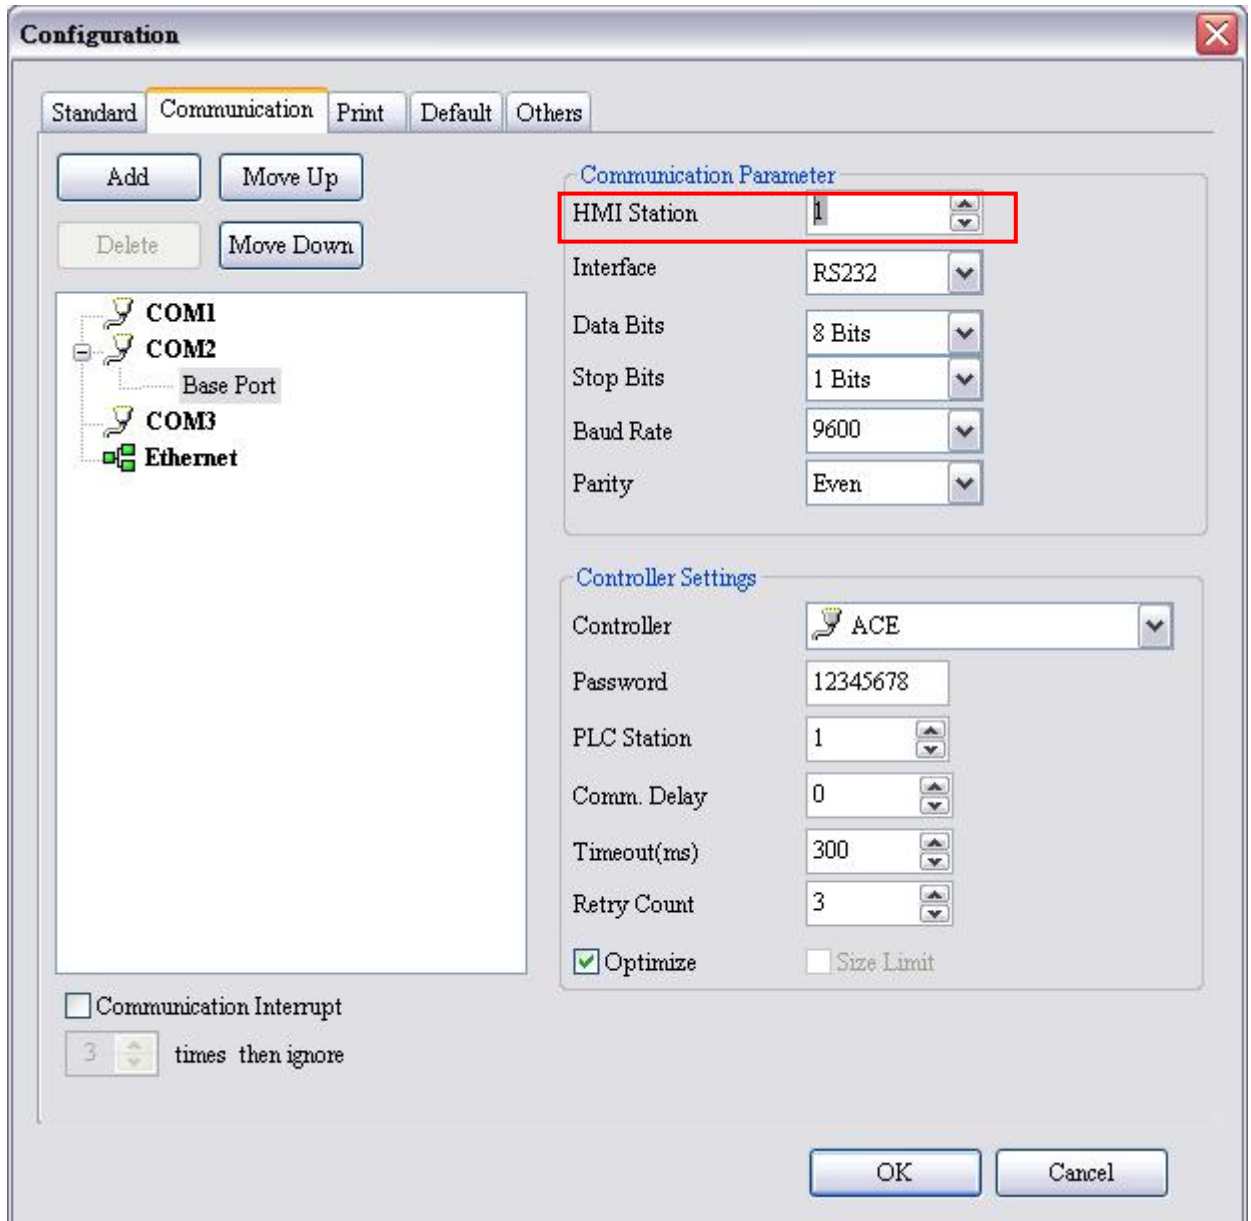 Configuration
Standard Communication Print Default Others
Add Move Up
Delete Move Down
COM1
COM2
Base Port
COM3
Ethernet
Communication Interrupt
3 times then ignore
Communication Parameter
HMI Station 1
Interface RS232
Data Bits 8 Bits
Stop Bits 1 Bits
Baud Rate 9600
Parity Even
Controller Settings
Controller ACE
Password 12345678
PLC Station 1
Comm. Delay 0
Timeout(ms) 300
Retry Count 3
Optimize Size Limit
OK Cancel